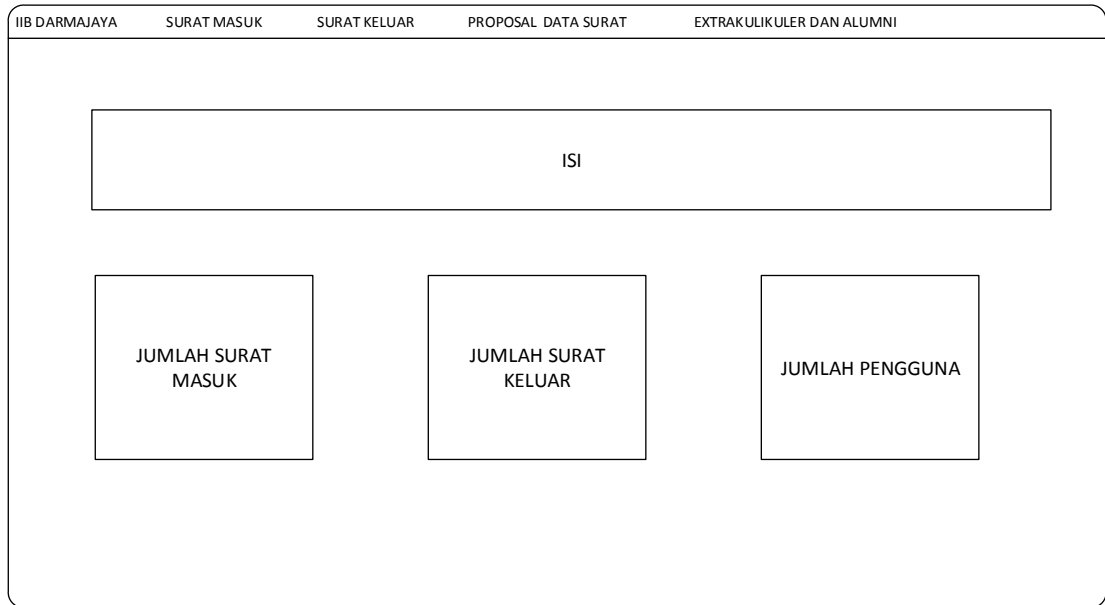 IIB DARMAJAYA SURAT MASUK SURAT KELUAR PROPOSAL DATA SURAT EXTRAKULIKULER DAN ALUMNI
ISI
JUMLAH SURAT
MASUK
JUMLAH SURAT
KELUAR
JUMLAH PENGGUNA